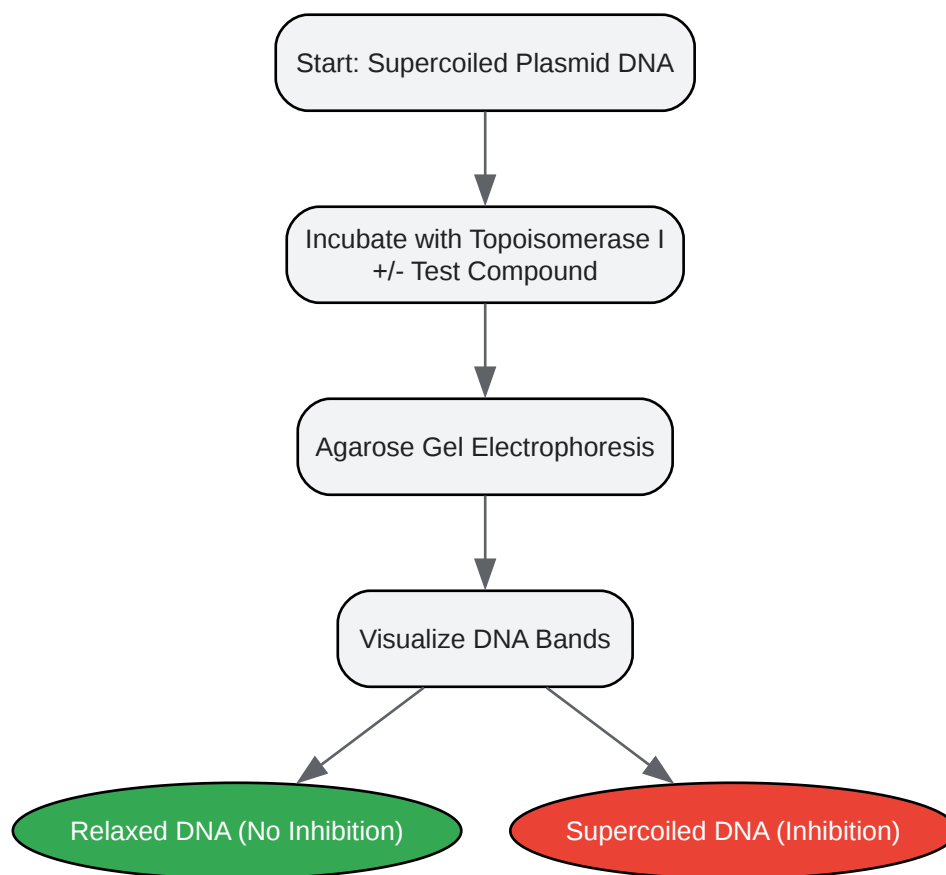 Start: Supercoiled Plasmid DNA
Incubate with Topoisomerase I
+/- Test Compound
Agarose Gel Electrophoresis
Visualize DNA Bands
Relaxed DNA (No Inhibition)
Supercoiled DNA (Inhibition)